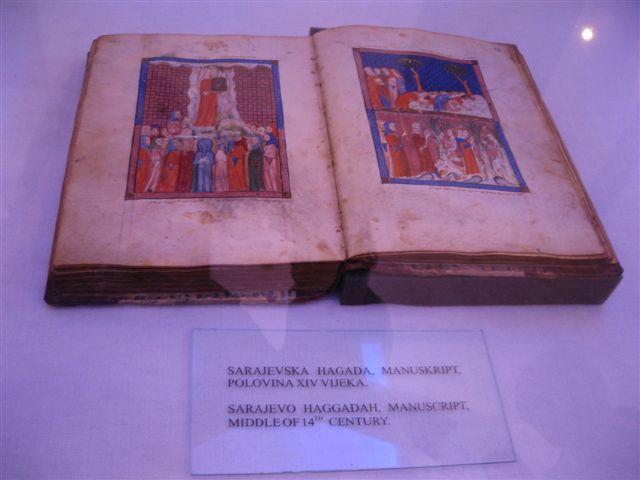 SARAJEVSKA HAGADA, MANUSKRIPT,
POLOVINA XIV VIJEKA.
SARAJEVO HAGGADAH, MANUSCRIPT,
MIDDLE OF 14TH CENTURY.